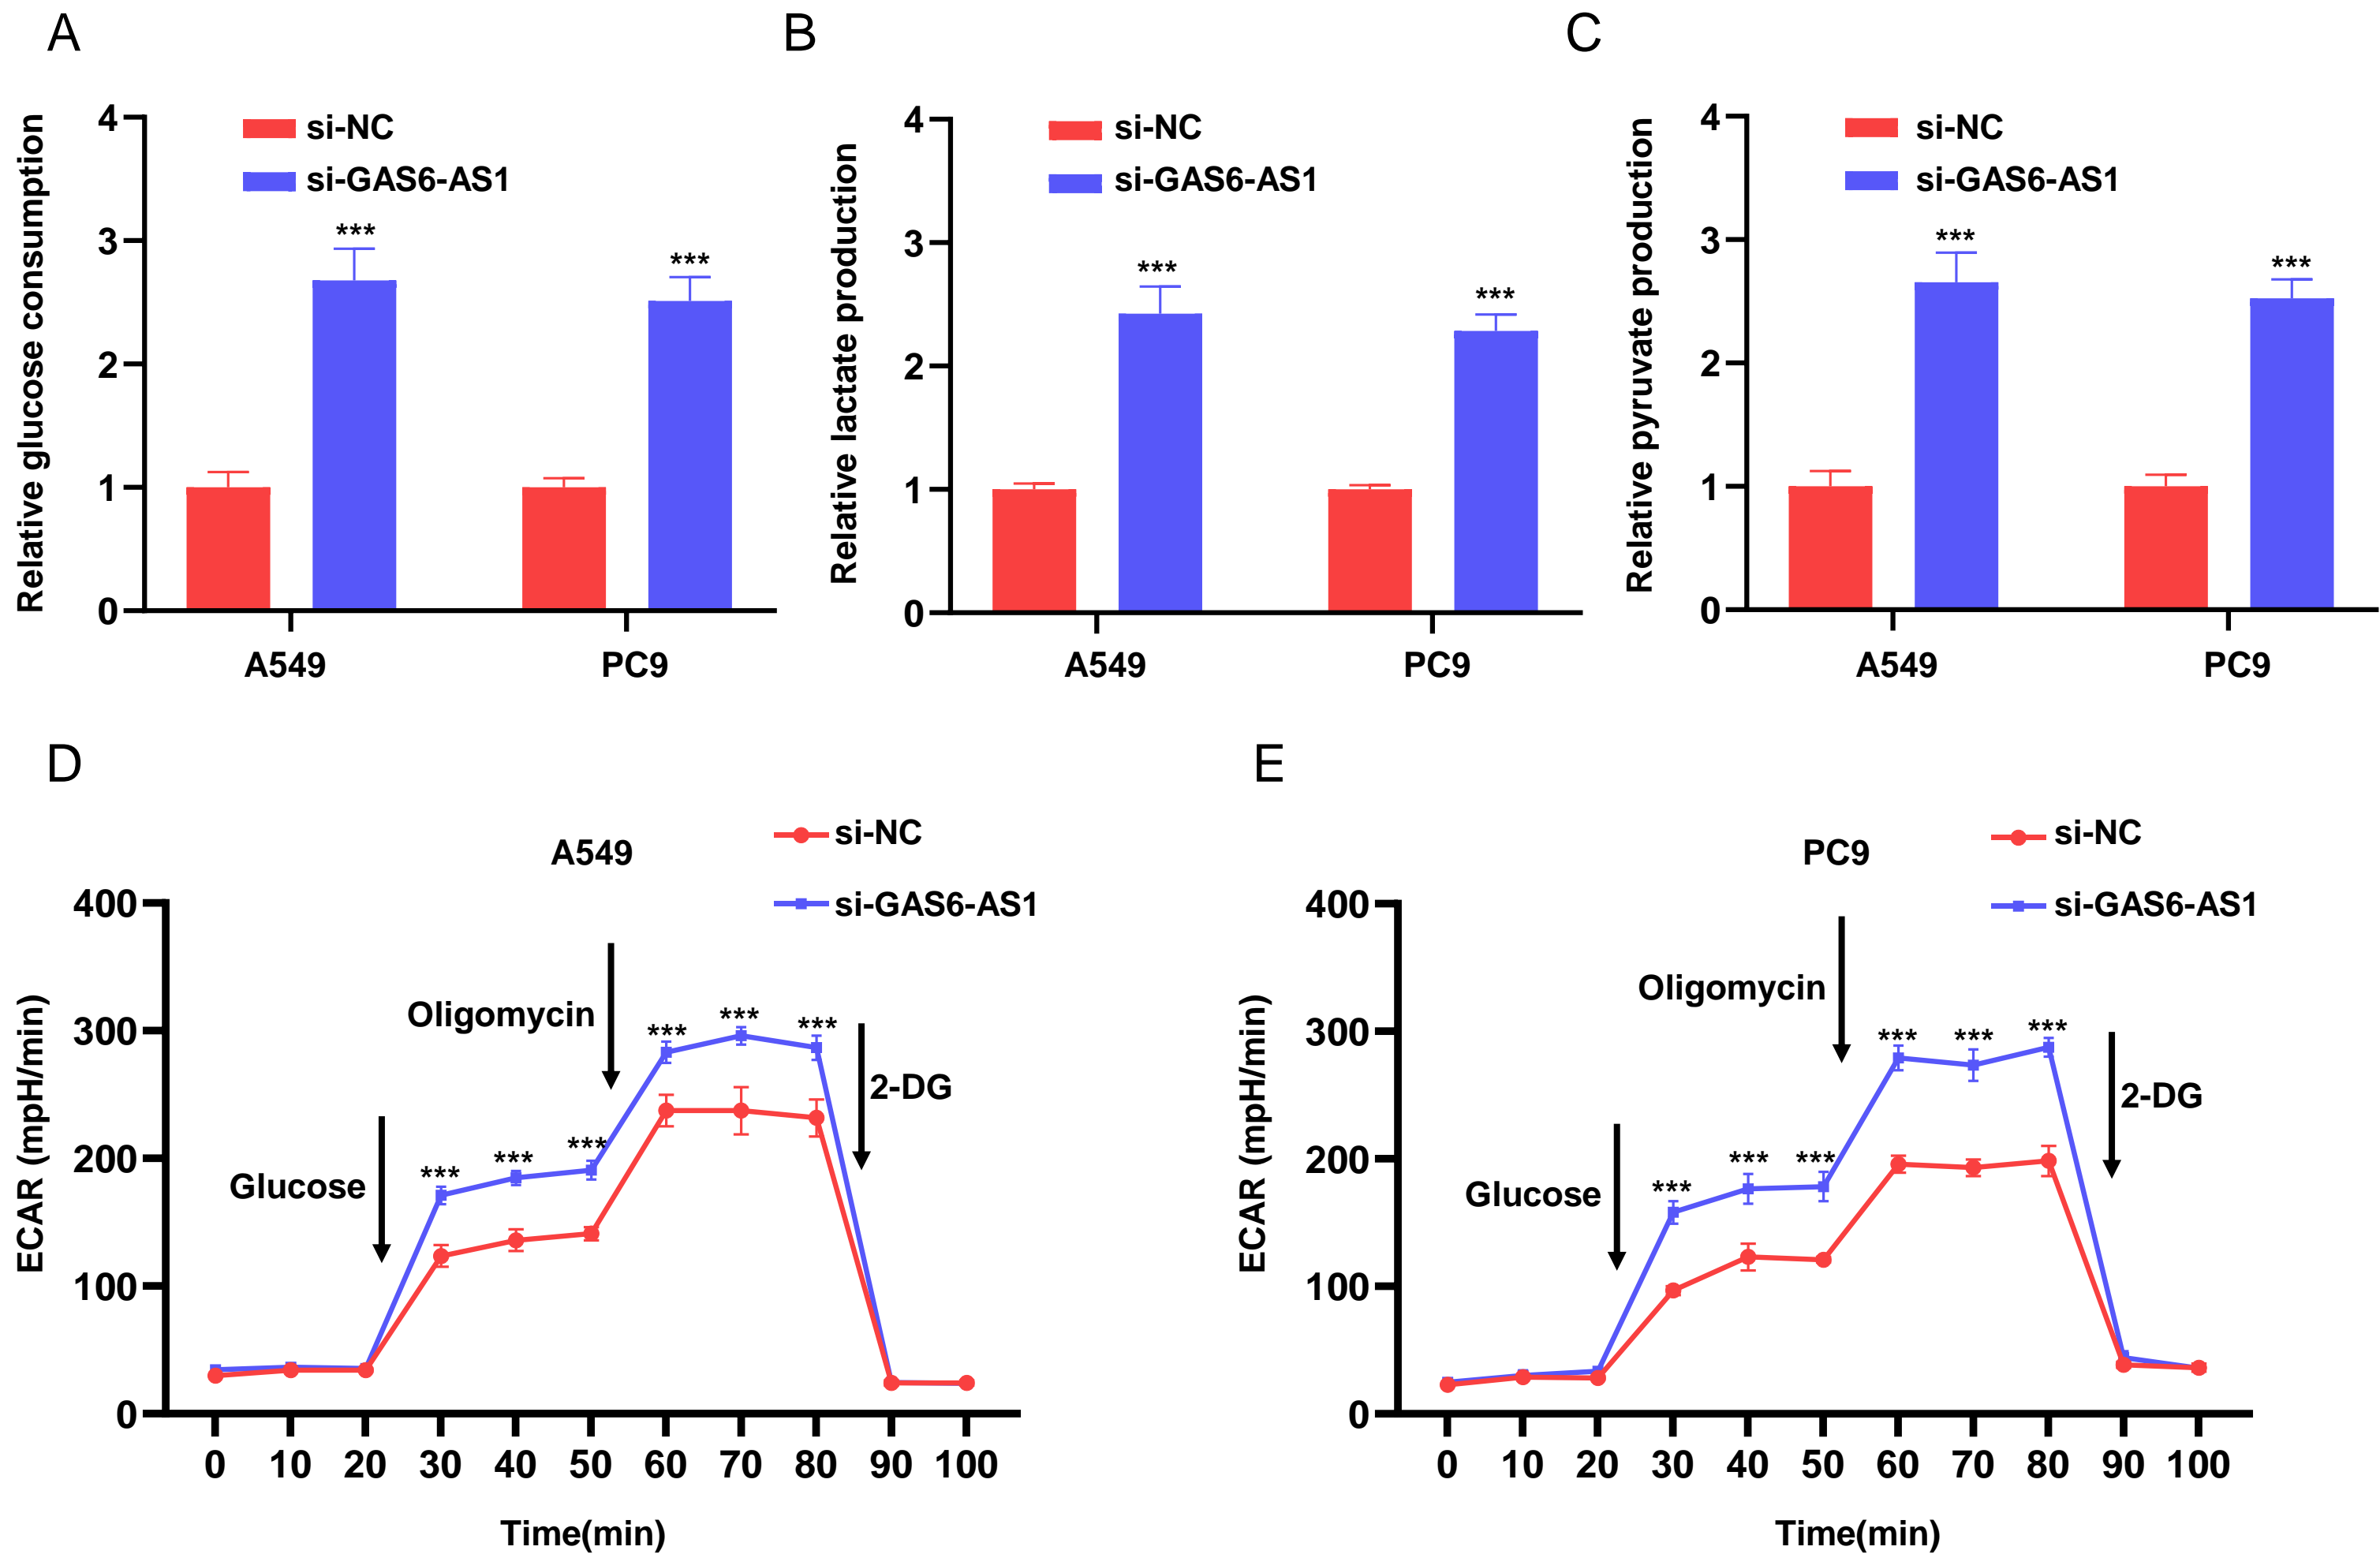 A
B
C
Relative glucose consumption
4
3
2
1
0
si-NC
si-GAS6-AS1
***
***
A549
PC9
Relative lactate production
4
3
2
1
0
si-NC
si-GAS6-AS1
***
***
A549
PC9
Relative pyruvate production
4
3
2
1
0
si-NC
si-GAS6-AS1
***
***
A549
PC9
D
A549
si-NC
si-GAS6-AS1
ECAR (mpH/min)
400
300
200
100
0
Glucose
Oligomycin
2-DG
*** *** *** *** *** ***
0 10 20 30 40 50 60 70 80 90 100
Time(min)
E
PC9
si-NC
si-GAS6-AS1
ECAR (mpH/min)
400
300
200
100
0
Glucose
Oligomycin
2-DG
*** *** *** *** *** ***
0 10 20 30 40 50 60 70 80 90 100
Time(min)